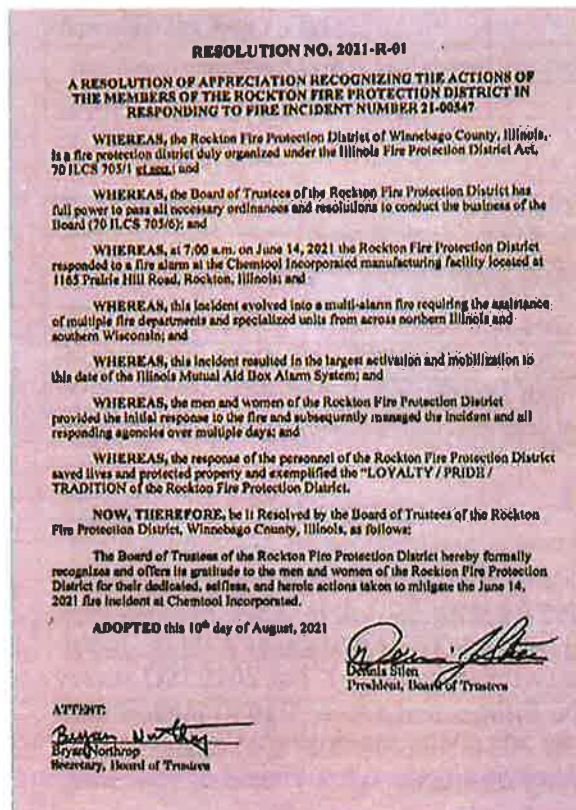 RESOLUTION NO. 2021-R-01
A RESOLUTION OF APPRECIATION RECOGNIZING THE ACTIONS OF
THE MEMBERS OF THE ROCKTON FIRE PROTECTION DISTRICT IN
RESPONDING TO FIRE INCIDENT NUMBER 21-00547
WHEREAS, the Rockton Fire Protection District of Winnebago County, Illinois,
is a fire protection district duly organized under the Illinois Fire Protection District Act,
70 ILCS 705/1 et seq.; and
WHEREAS, the Board of Trustees of the Rockton Fire Protection District has
full power to pass all necessary ordinances and resolutions to conduct the business of the
Board (70 ILCS 705/6); and
WHEREAS, at 7:00 a.m. on June 14, 2021 the Rockton Fire Protection District
responded to a fire alarm at the Chemtool Incorporated manufacturing facility located at
1165 Prairie Hill Road, Rockton, Illinois; and
WHEREAS, this incident evolved into a multi-alarm fire requiring the assistance
of multiple fire departments and specialized units from across northern Illinois and
southern Wisconsin; and
WHEREAS, this incident resulted in the largest activation and mobilization to
this date of the Illinois Mutual Aid Box Alarm System; and
WHEREAS, the men and women of the Rockton Fire Protection District
provided the initial response to the fire and subsequently managed the incident and all
responding agencies over multiple days; and
WHEREAS, the response of the personnel of the Rockton Fire Protection District
saved lives and protected property and exemplified the "LOYALTY / PRIDE /
TRADITION of the Rockton Fire Protection District.
NOW, THEREFORE, be it Resolved by the Board of Trustees of the Rockton
Fire Protection District, Winnebago County, Illinois, as follows:
The Board of Trustees of the Rockton Fire Protection District hereby formally
recognizes and offers its gratitude to the men and women of the Rockton Fire Protection
District for their dedicated, selfless, and heroic actions taken to mitigate the June 14,
2021 fire incident at Chemtool Incorporated.
ADOPTED this 10th day of August, 2021
Dennis Stien
President, Board of Trustees
ATTEST:
Bryan Northrop
Bryan Northrop
Secretary, Board of Trustees